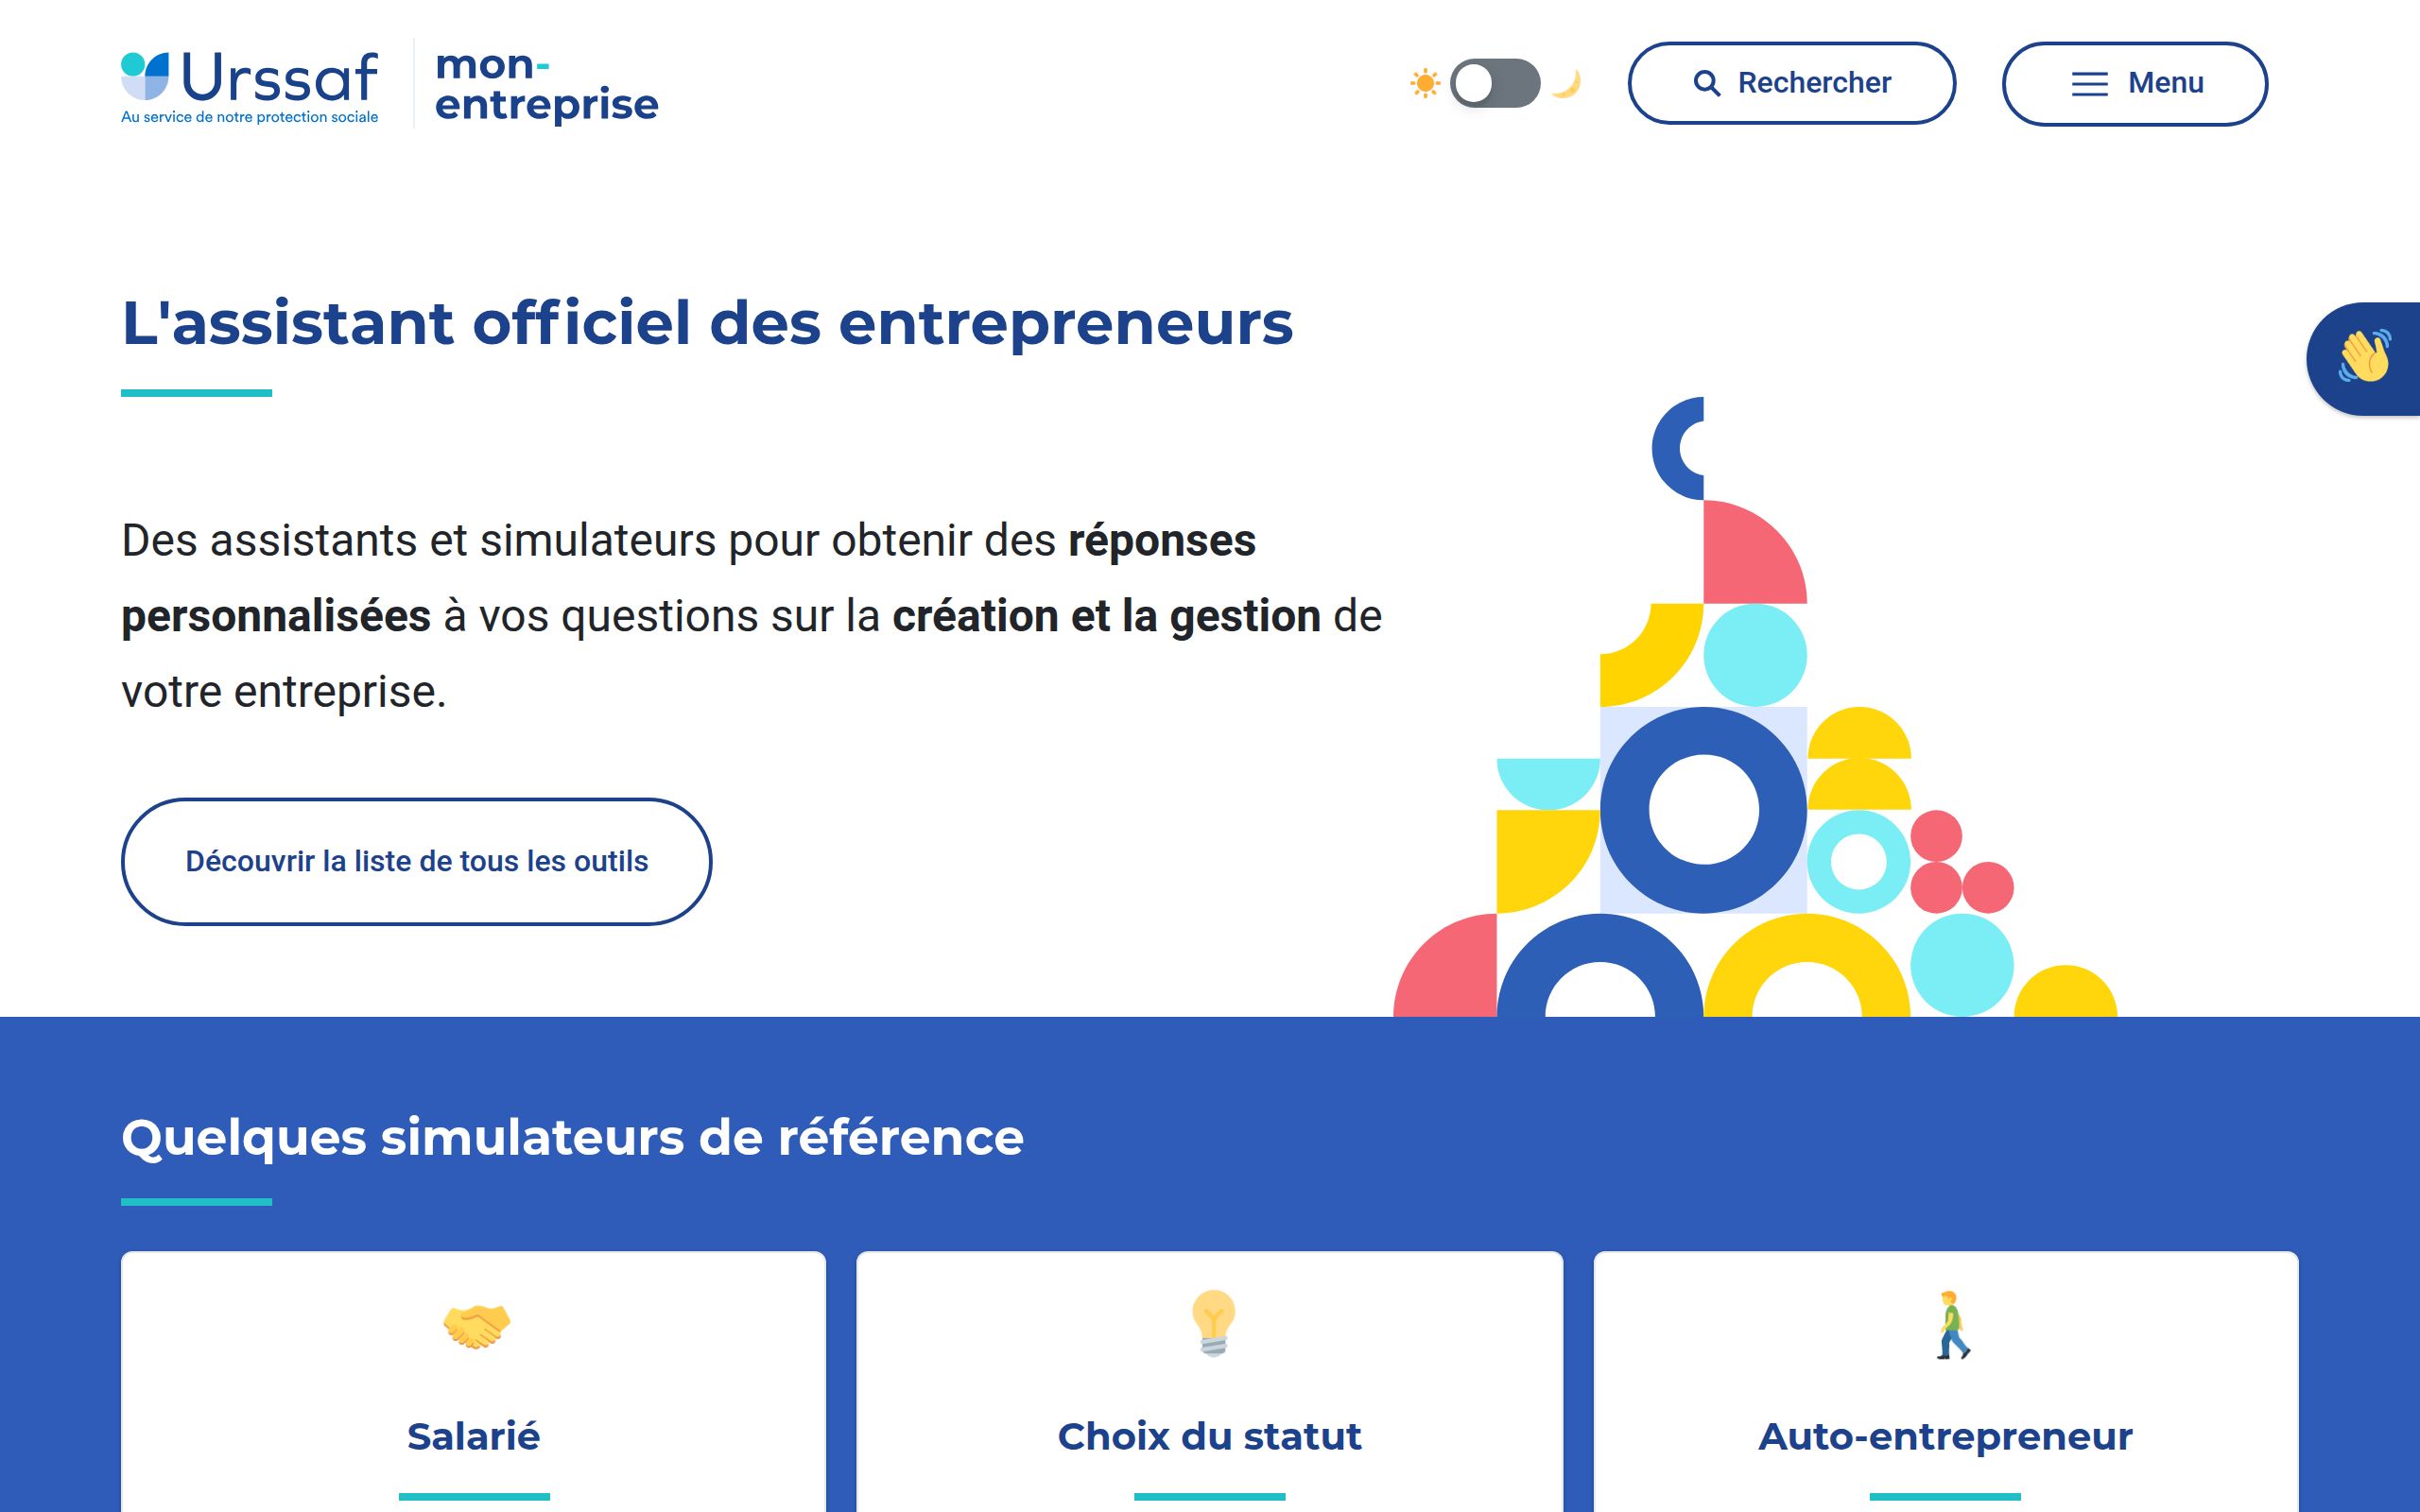 Urssaf
Au service de notre protection sociale
mon-
entreprise
Rechercher
Menu
L'assistant officiel des entrepreneurs
Des assistants et simulateurs pour obtenir des réponses
personnalisées à vos questions sur la création et la gestion de
votre entreprise.
Découvrir la liste de tous les outils
Quelques simulateurs de référence
Salarié
Choix du statut
Auto-entrepreneur